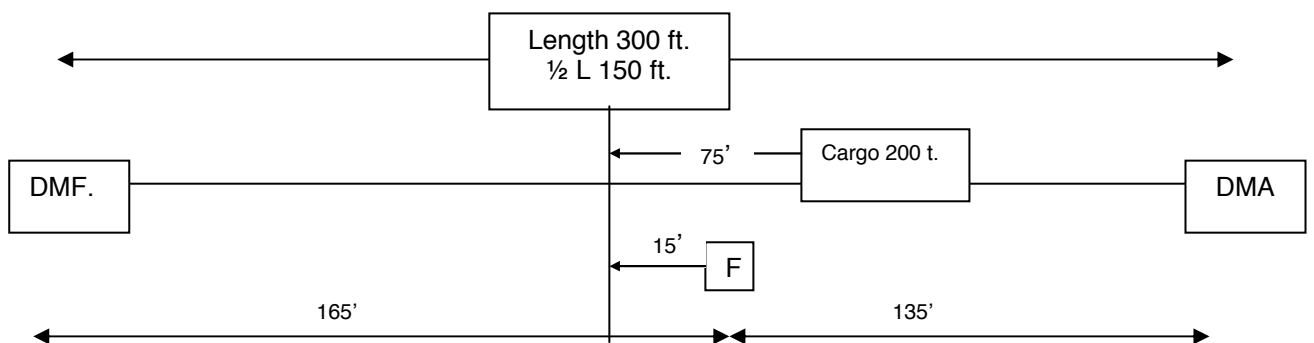 Length 300 ft.
½ L 150 ft.
75’
Cargo 200 t.
DMF.
DMA
15’
F
165’
135’